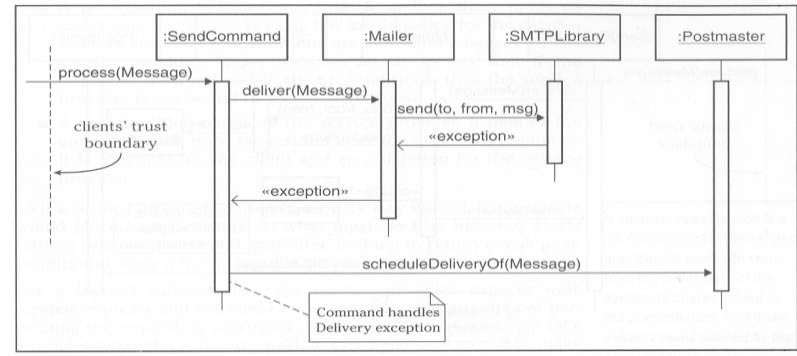 :SendCommand
:Mailer
:SMTPLibrary
:Postmaster
process(Message)
deliver(Message)
send(to, from, msg)
«exception»
clients' trust
boundary
«exception»
scheduleDeliveryOf(Message)
Command handles
Delivery exception